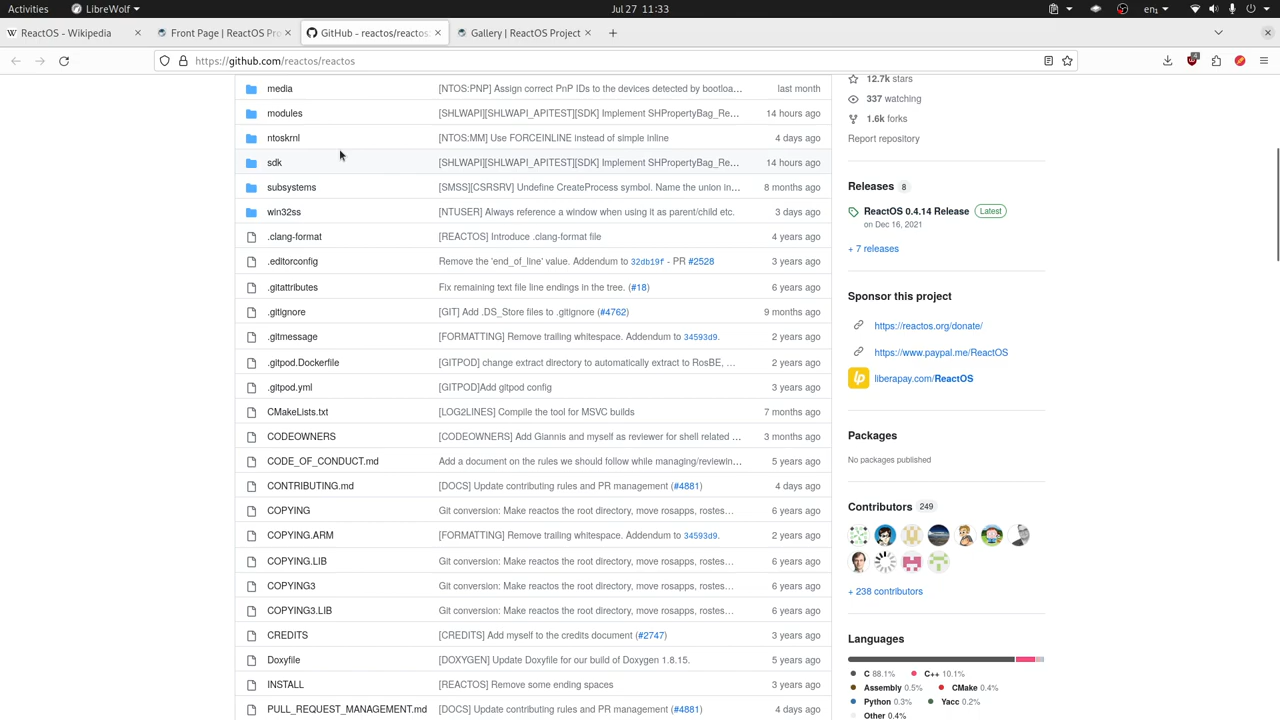 Activities LibreWolf Jul 27 11:33 en1
ReactOS - Wikipedia Front Page | ReactOS Pro GitHub - reactos/reactos: Gallery | ReactOS Project
https://github.com/reactos/reactos 4
media [NTOS:PNP] Assign correct PnP IDs to the devices detected by bootloa… last month
modules [SHLWAPI][SHLWAPI_APITEST][SDK] Implement SHPropertyBag_Re… 14 hours ago
ntoskrnl [NTOS:MM] Use FORCEINLINE instead of simple inline 4 days ago
sdk [SHLWAPI][SHLWAPI_APITEST][SDK] Implement SHPropertyBag_Re… 14 hours ago
subsystems [SMSS][CSRSRV] Undefine CreateProcess symbol. Name the union in… 8 months ago
win32ss [NTUSER] Always reference a window when using it as parent/child etc. 3 days ago
.clang-format [REACTOS] Introduce .clang-format file 4 years ago
.editorconfig Remove the 'end_of_line' value. Addendum to 32db19f - PR #2528 3 years ago
.gitattributes Fix remaining text file line endings in the tree. (#18) 6 years ago
.gitignore [GIT] Add .DS_Store files to .gitignore (#4762) 9 months ago
.gitmessage [FORMATTING] Remove trailing whitespace. Addendum to 34593d9. 2 years ago
.gitpod.Dockerfile [GITPOD] change extract directory to automatically extract to RosBE, … 2 years ago
.gitpod.yml [GITPOD]Add gitpod config 3 years ago
CMakeLists.txt [LOG2LINES] Compile the tool for MSVC builds 7 months ago
CODEOWNERS [CODEOWNERS] Add Giannis and myself as reviewer for shell related … 3 months ago
CODE_OF_CONDUCT.md Add a document on the rules we should follow while managing/reviewin… 5 years ago
CONTRIBUTING.md [DOCS] Update contributing rules and PR management (#4881) 4 days ago
COPYING Git conversion: Make reactos the root directory, move rosapps, rostes… 6 years ago
COPYING.ARM [FORMATTING] Remove trailing whitespace. Addendum to 34593d9. 2 years ago
COPYING.LIB Git conversion: Make reactos the root directory, move rosapps, rostes… 6 years ago
COPYING3 Git conversion: Make reactos the root directory, move rosapps, rostes… 6 years ago
COPYING3.LIB Git conversion: Make reactos the root directory, move rosapps, rostes… 6 years ago
CREDITS [CREDITS] Add myself to the credits document (#2747) 3 years ago
Doxyfile [DOXYGEN] Update Doxyfile for our build of Doxygen 1.8.15. 5 years ago
INSTALL [REACTOS] Remove some ending spaces 3 years ago
PULL_REQUEST_MANAGEMENT.md [DOCS] Update contributing rules and PR management (#4881) 4 days ago
12.7k stars
337 watching
1.6k forks
Report repository
Releases 8
ReactOS 0.4.14 Release Latest
on Dec 16, 2021
+ 7 releases
Sponsor this project
https://reactos.org/donate/
https://www.paypal.me/ReactOS
lp liberapay.com/ReactOS
Packages
No packages published
Contributors 249
+ 238 contributors
Languages
C 88.1% C++ 10.1%
Assembly 0.5% CMake 0.4%
Python 0.3% Yacc 0.2%
Other 0.4%